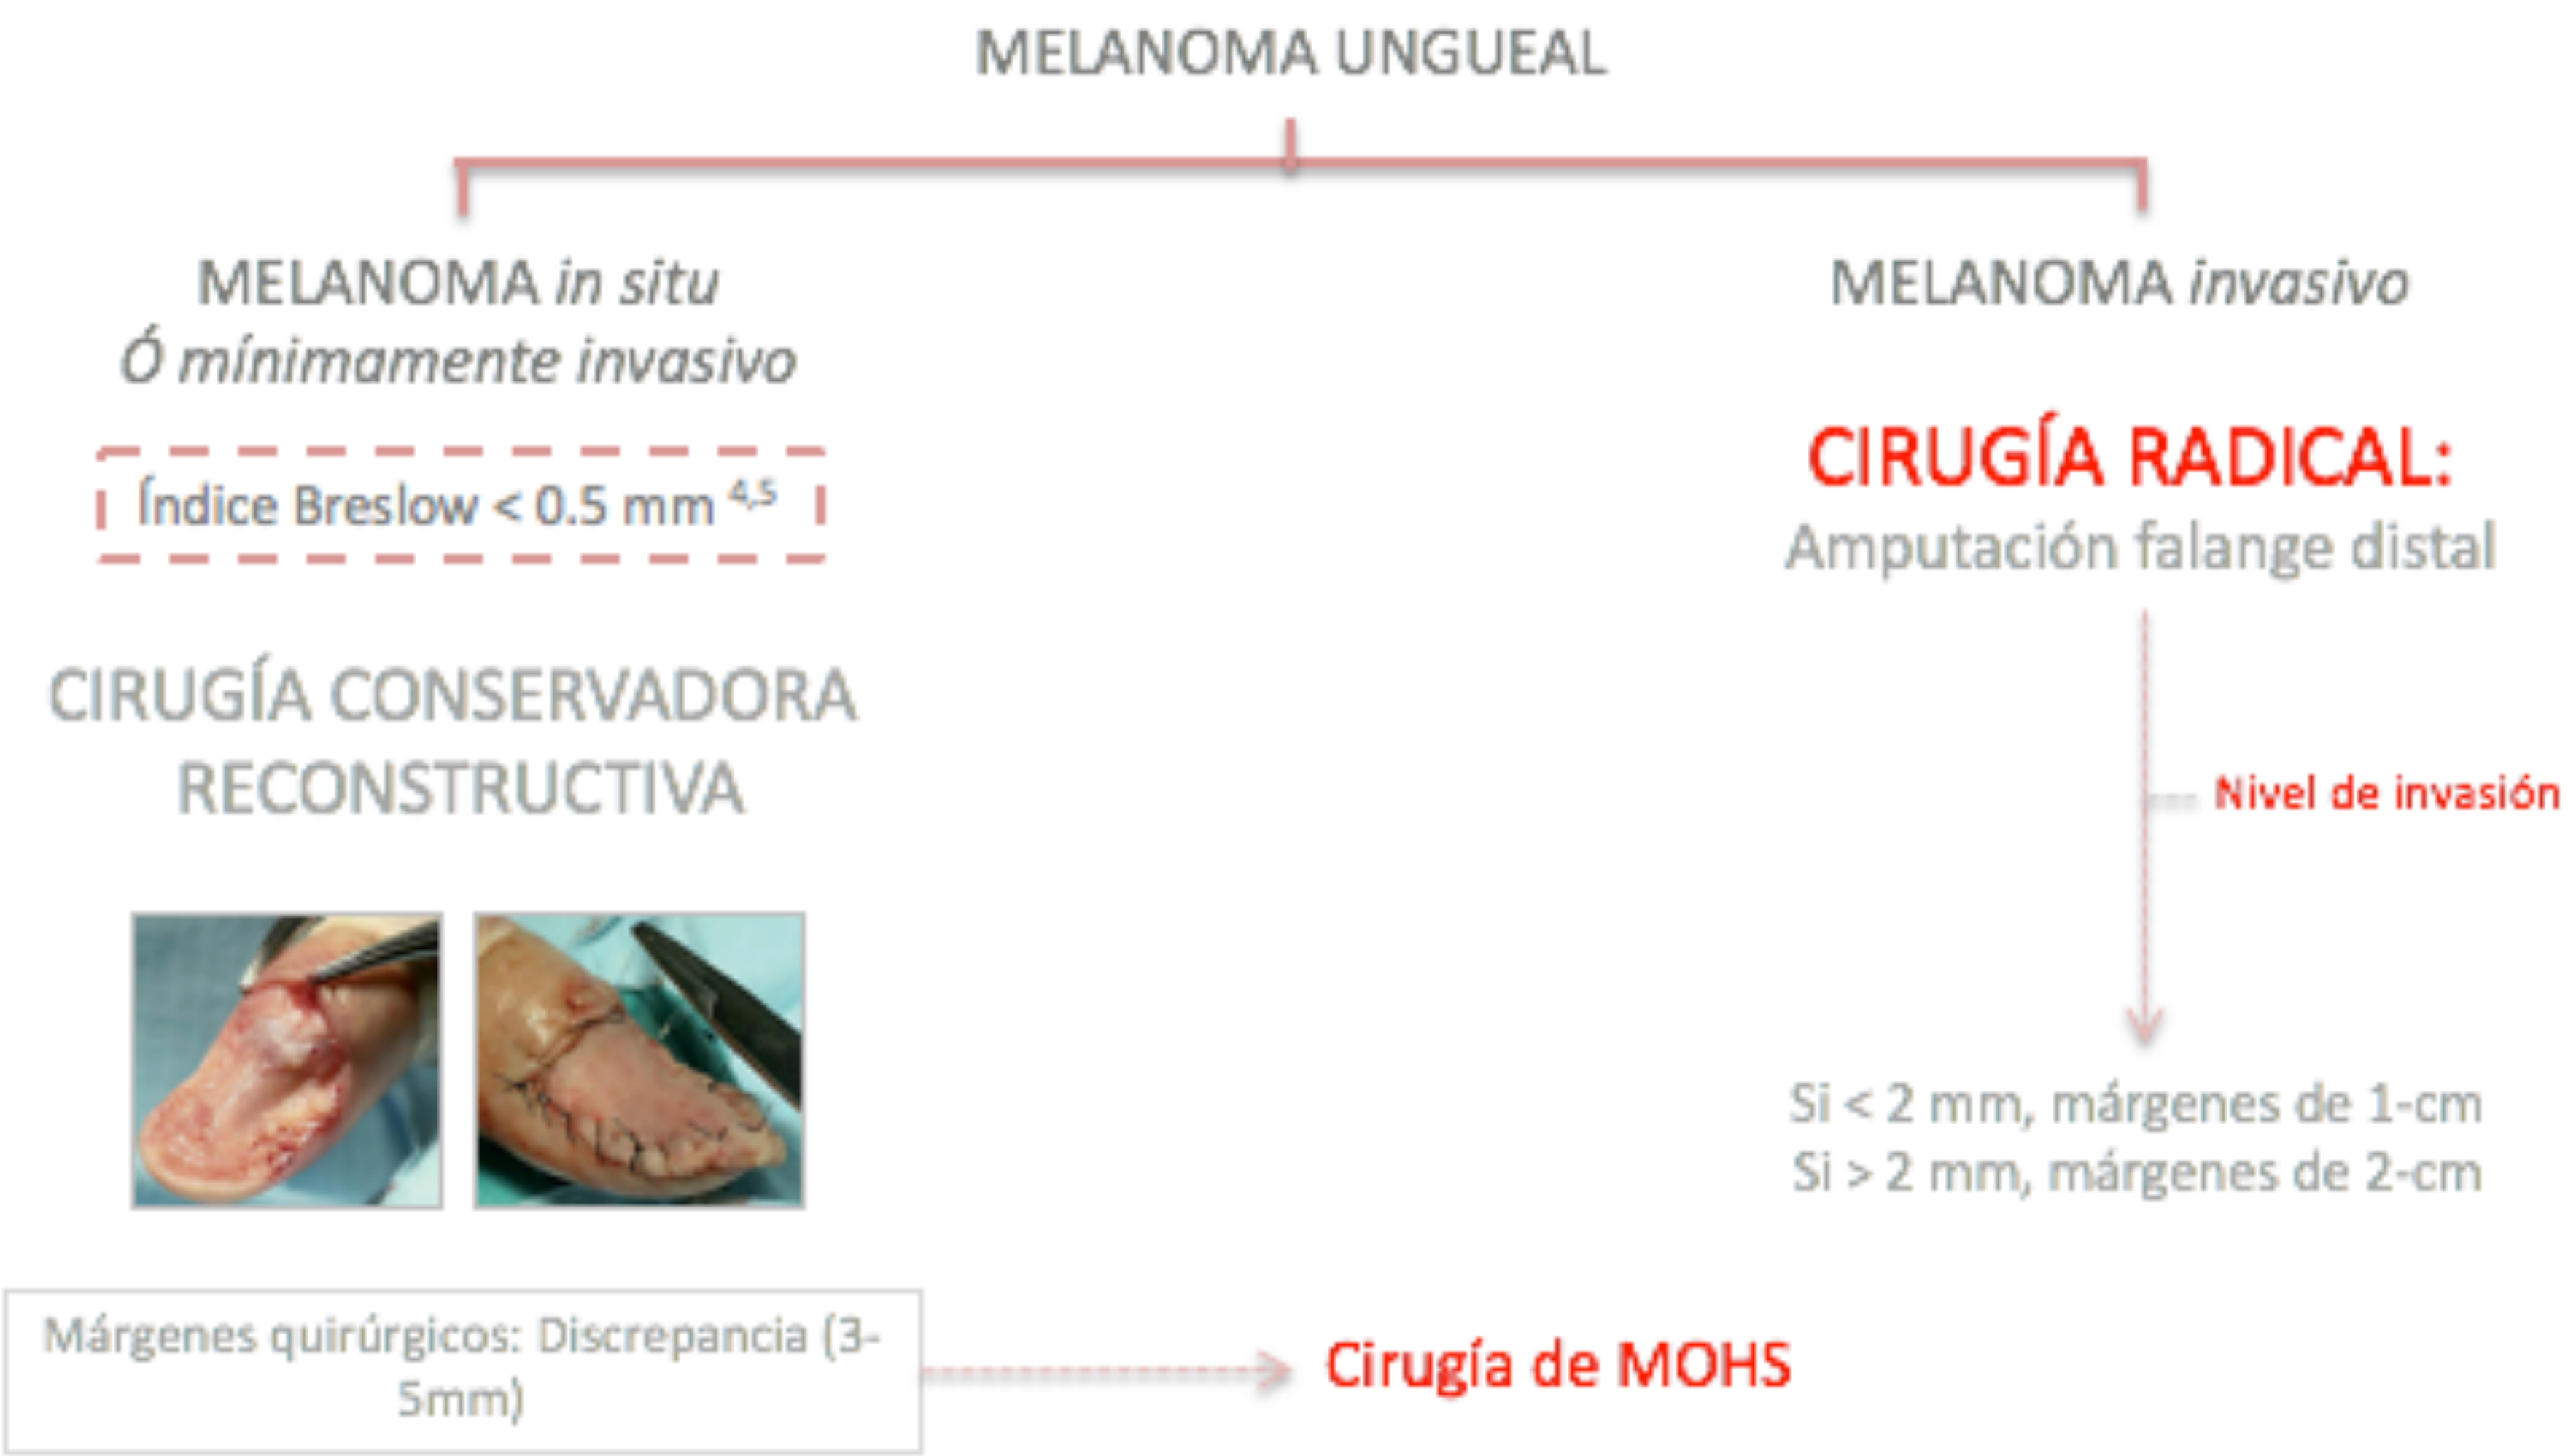 MELANOMA UNGUEAL
MELANOMA in situ
Ó mínimamente invasivo
Índice Breslow < 0.5 mm 4,5
CIRUGÍA CONSERVADORA
RECONSTRUCTIVA
Márgenes quirúrgicos: Discrepancia (3-
5mm)
Cirugía de MOHS
MELANOMA invasivo
CIRUGÍA RADICAL:
Amputación falange distal
Nivel de invasión
Si < 2 mm, márgenes de 1-cm
Si > 2 mm, márgenes de 2-cm